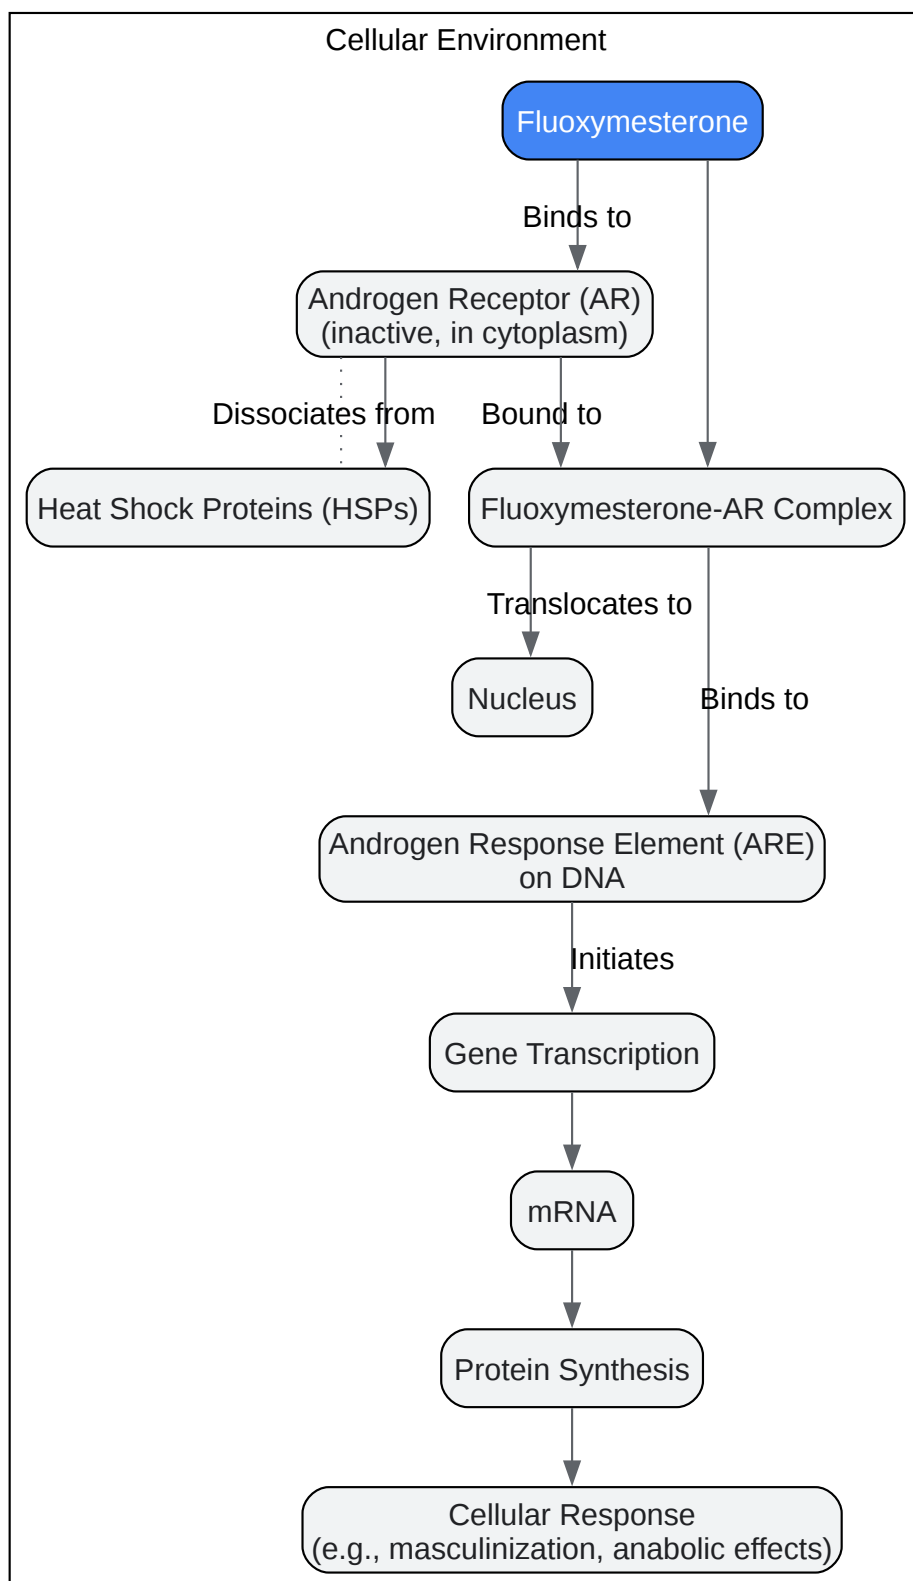 Cellular Environment
Fluoxymesterone
Binds to
Androgen Receptor (AR)
(inactive, in cytoplasm)
Dissociates from
Bound to
Heat Shock Proteins (HSPs)
Fluoxymesterone-AR Complex
Translocates to
Nucleus
Binds to
Androgen Response Element (ARE)
on DNA
Initiates
Gene Transcription
mRNA
Protein Synthesis
Cellular Response
(e.g., masculinization, anabolic effects)